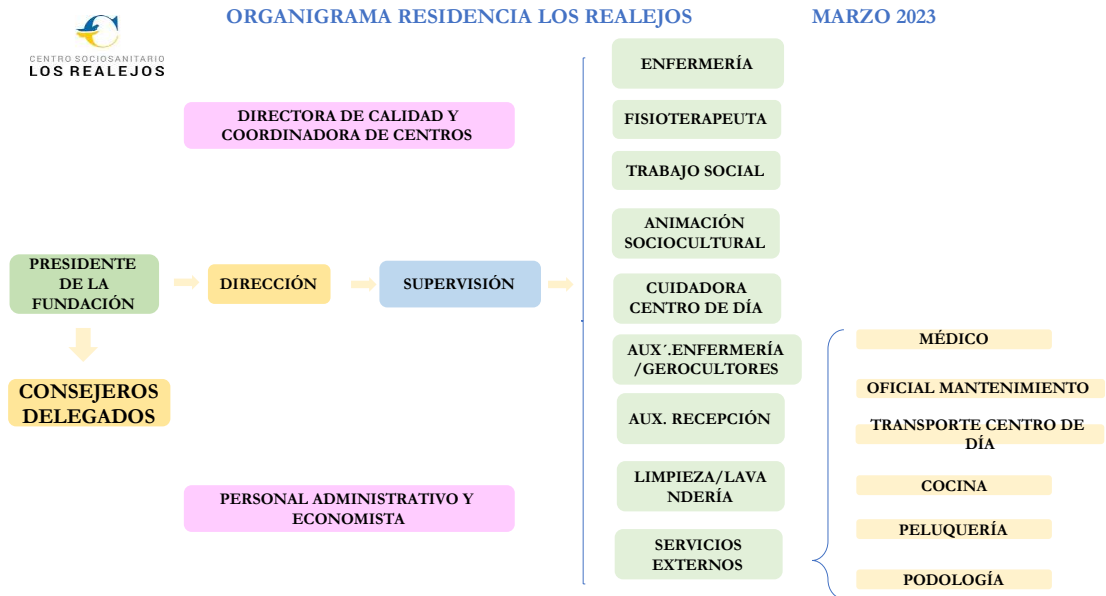 ORGANIGRAMA RESIDENCIA LOS REALEJOS
MARZO 2023
CENTRO SOCIOSANITARIO
LOS REALEJOS
DIRECTORA DE CALIDAD Y
COORDINADORA DE CENTROS
PRESIDENTE
DE LA
FUNDACIÓN
DIRECCIÓN
SUPERVISIÓN
CONSEJEROS
DELEGADOS
PERSONAL ADMINISTRATIVO Y
ECONOMISTA
ENFERMERÍA
FISIOTERAPEUTA
TRABAJO SOCIAL
ANIMACIÓN
SOCIOCULTURAL
CUIDADORA
CENTRO DE DÍA
AUX´.ENFERMERÍA
/GEROCULTORES
AUX. RECEPCIÓN
LIMPIEZA/LAVA
NDERÍA
SERVICIOS
EXTERNOS
MÉDICO
OFICIAL MANTENIMIENTO
TRANSPORTE CENTRO DE
DÍA
COCINA
PELUQUERÍA
PODOLOGÍA